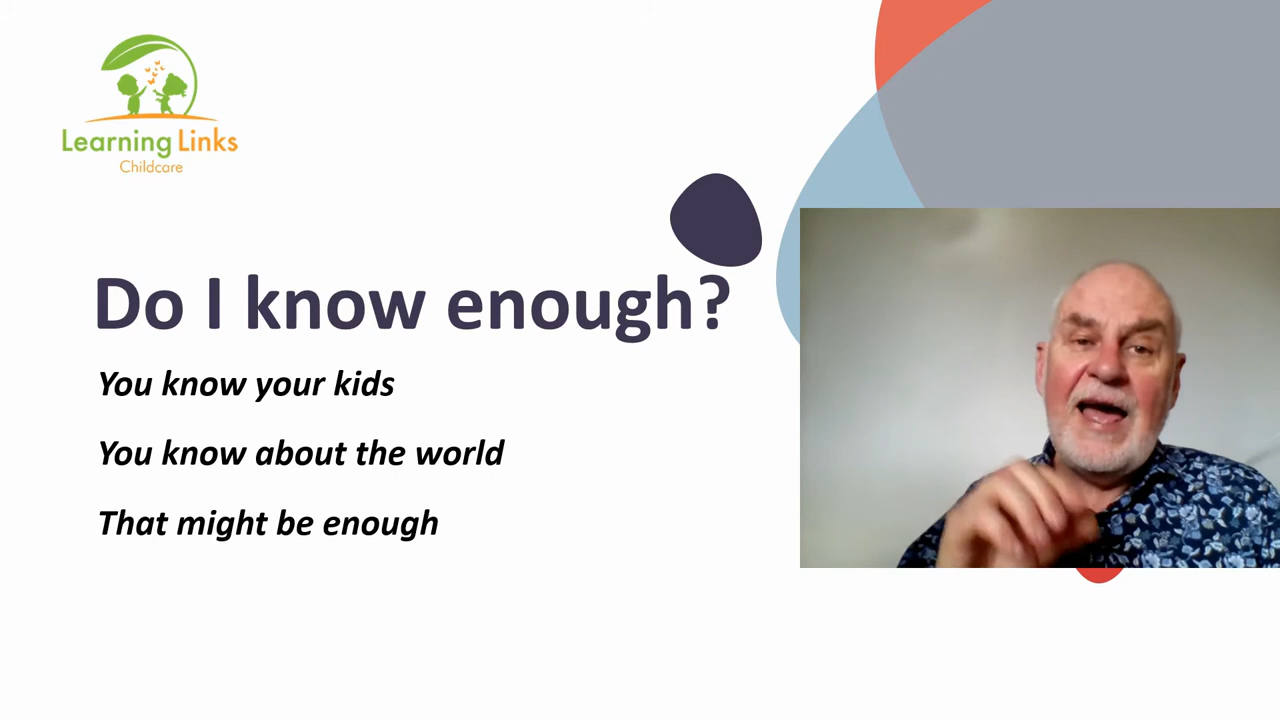 Learning Links
Childcare
Do I know enough?
You know your kids
You know about the world
That might be enough